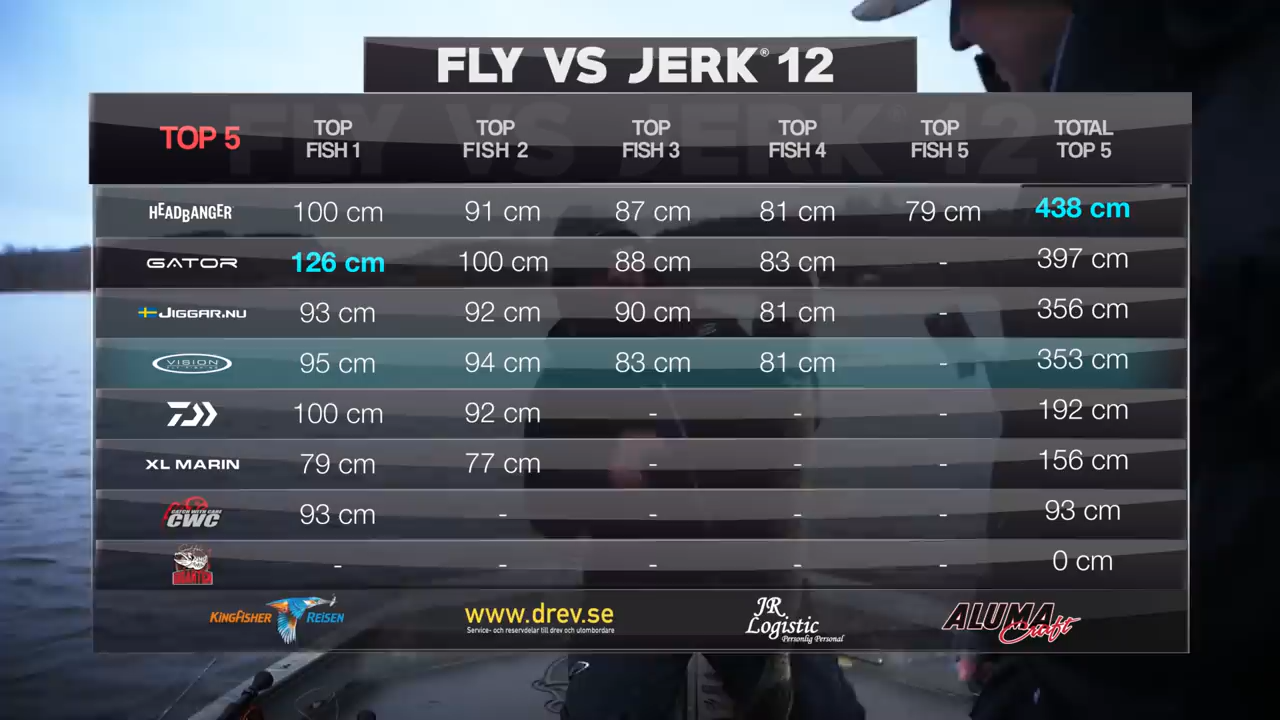 FLY VS JERK® 12
TOP 5 TOP FISH 1 TOP FISH 2 TOP FISH 3 TOP FISH 4 TOP FISH 5 TOTAL TOP 5
HEADBANGER 100 cm 91 cm 87 cm 81 cm 79 cm 438 cm
GATOR 126 cm 100 cm 88 cm 83 cm - 397 cm
JIGGAR.NU 93 cm 92 cm 90 cm 81 cm - 356 cm
VISION 95 cm 94 cm 83 cm 81 cm - 353 cm
100 cm 92 cm - - - 192 cm
XL MARIN 79 cm 77 cm - - - 156 cm
CATCH WITH CARE CWC 93 cm - - - - 93 cm
- - - - - 0 cm
KINGFISHER REISEN www.drev.se JR. Logistic ALUMA Craft
Service- och reservdelar till drev och utombordare Personlig Personal